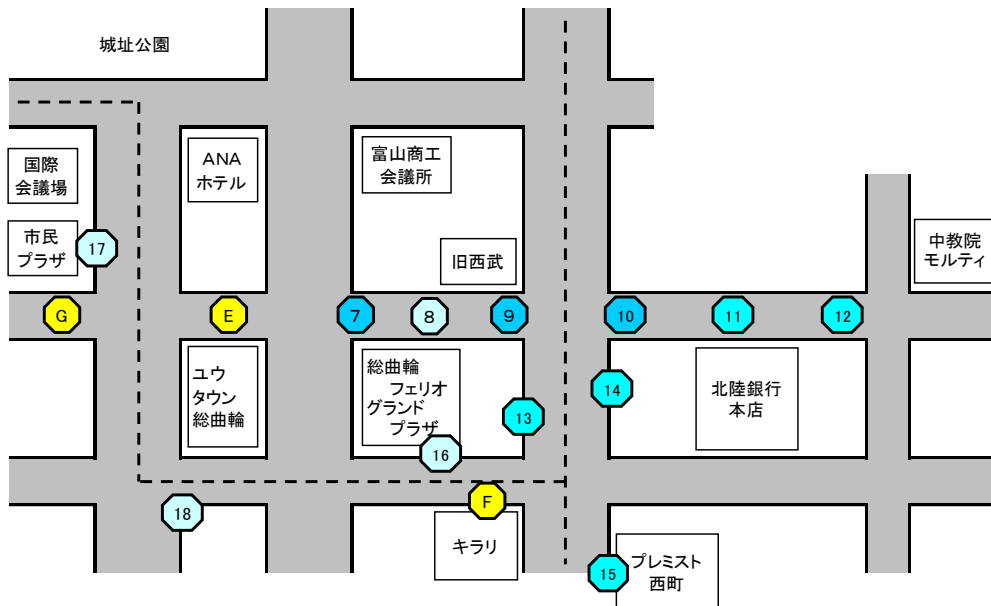 城址公園
国際
会議場
ANA
ホテル
富山商工
会議所
市民
プラザ
17
旧西武
中教院
モルティ
G
E
7
8
9
10
11
12
ユウ
タウン
総曲輪
総曲輪
フェリオ
グランド
プラザ
13
14
北陸銀行
本店
16
18
F
キラリ
15
プレミスト
西町